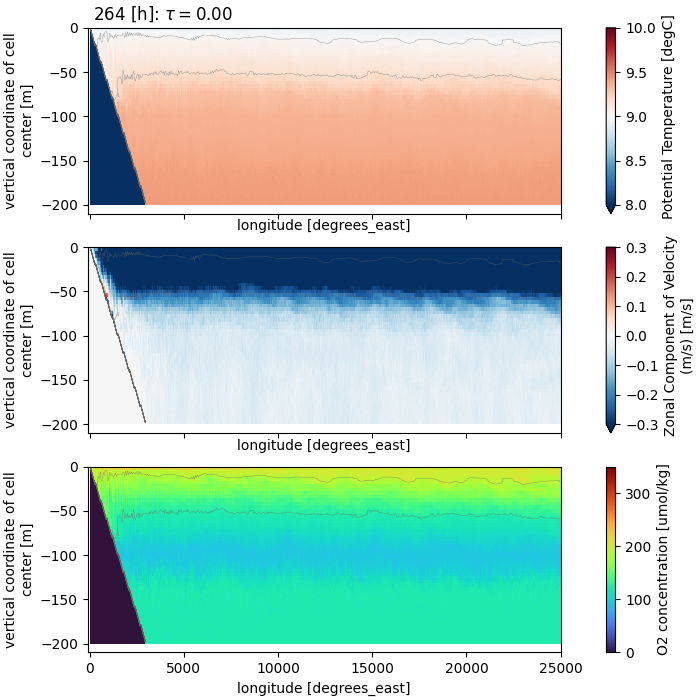 264 [h]: τ = 0.00
0
−50
−100
−150
−200
vertical coordinate of cell
center [m]
longitude [degrees_east]
10.0
9.5
9.0
8.5
8.0
Potential Temperature [degC]
0
−50
−100
−150
−200
vertical coordinate of cell
center [m]
longitude [degrees_east]
0.3
0.2
0.1
0.0
−0.1
−0.2
−0.3
Zonal Component of Velocity
(m/s) [m/s]
0
−50
−100
−150
−200
vertical coordinate of cell
center [m]
0 5000 10000 15000 20000 25000
longitude [degrees_east]
300
200
100
0
O2 concentration [umol/kg]